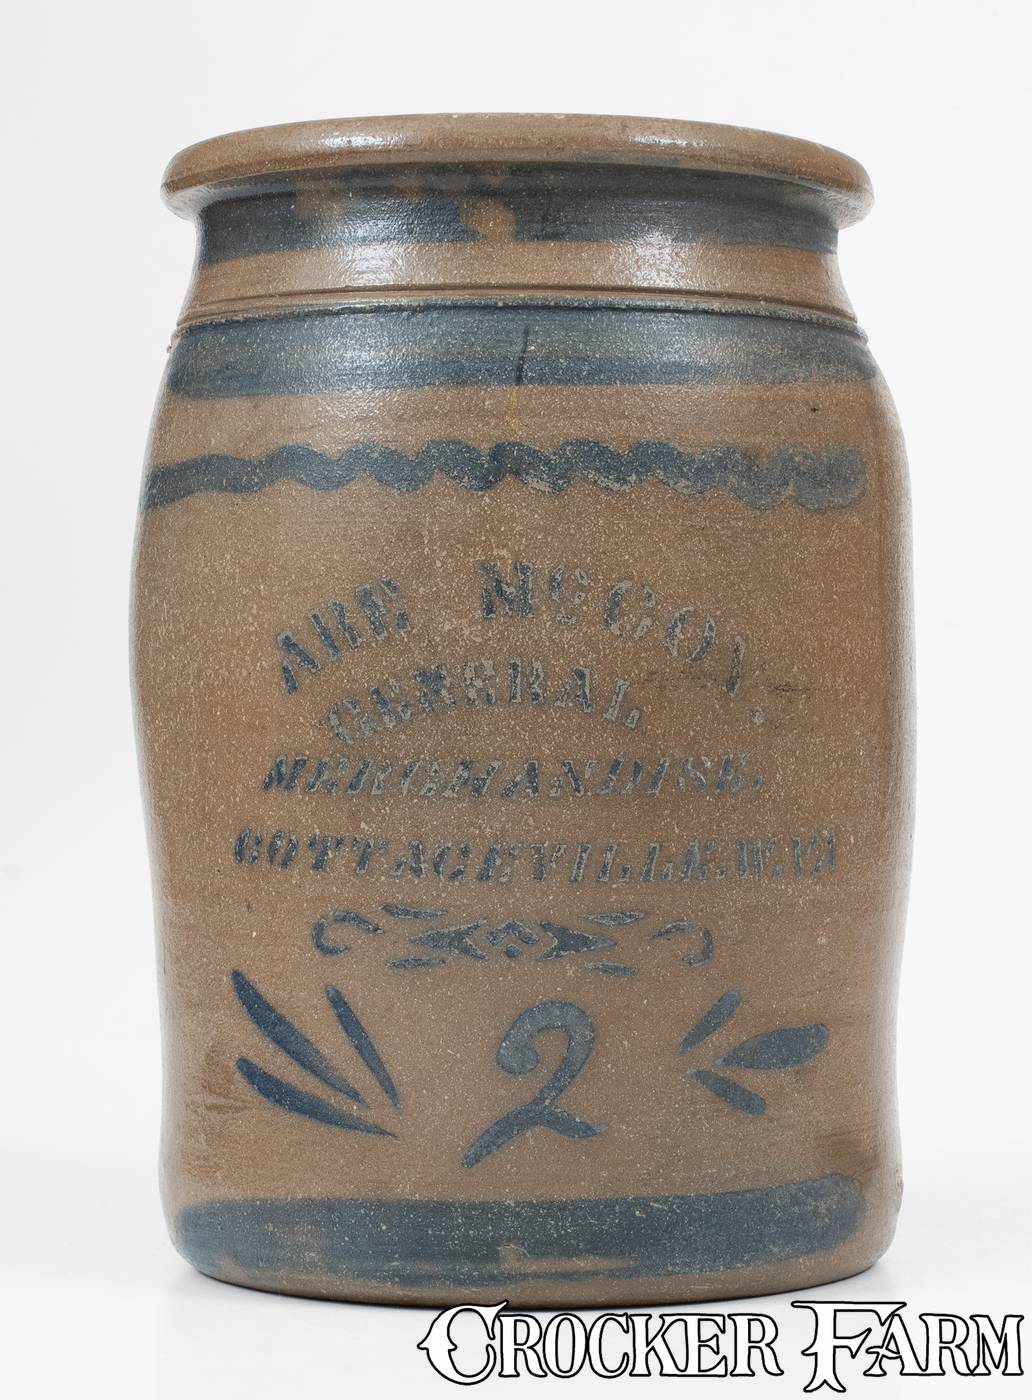 ABE McCOY.
GENERAL
MERCHANDISE.
COTTAGEVILLE.W.VA
2
CROCKER FARM